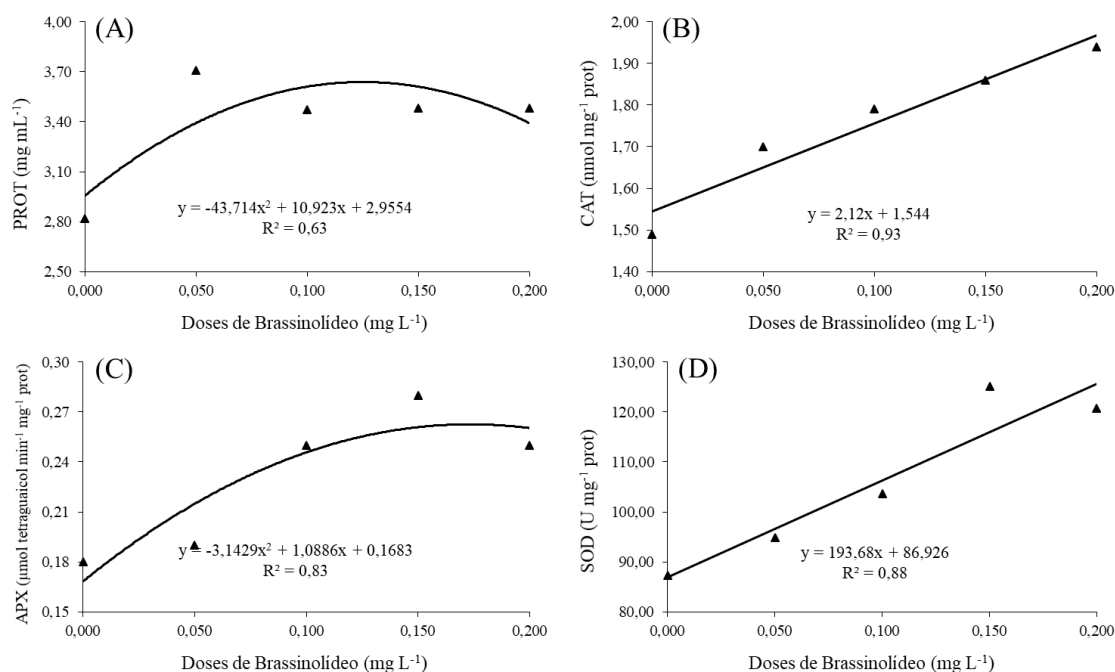 (A)
PROT (mg mL⁻¹)
4,00
3,70
3,40
3,10
2,80
2,50
y = -43,714x² + 10,923x + 2,9554
R² = 0,63
0,000 0,050 0,100 0,150 0,200
Doses de Brassinolídeo (mg L⁻¹)
(B)
CAT (nmol mg⁻¹ prot)
2,00
1,90
1,80
1,70
1,60
1,50
1,40
y = 2,12x + 1,544
R² = 0,93
0,000 0,050 0,100 0,150 0,200
Doses de Brassinolídeo (mg L⁻¹)
(C)
APX (µmol tetraguaicol min⁻¹ mg⁻¹ prot)
0,30
0,27
0,24
0,21
0,18
0,15
y = -3,1429x² + 1,0886x + 0,1683
R² = 0,83
0,000 0,050 0,100 0,150 0,200
Doses de Brassinolídeo (mg L⁻¹)
(D)
SOD (U mg⁻¹ prot)
130,00
120,00
110,00
100,00
90,00
80,00
y = 193,68x + 86,926
R² = 0,88
0,000 0,050 0,100 0,150 0,200
Doses de Brassinolídeo (mg L⁻¹)